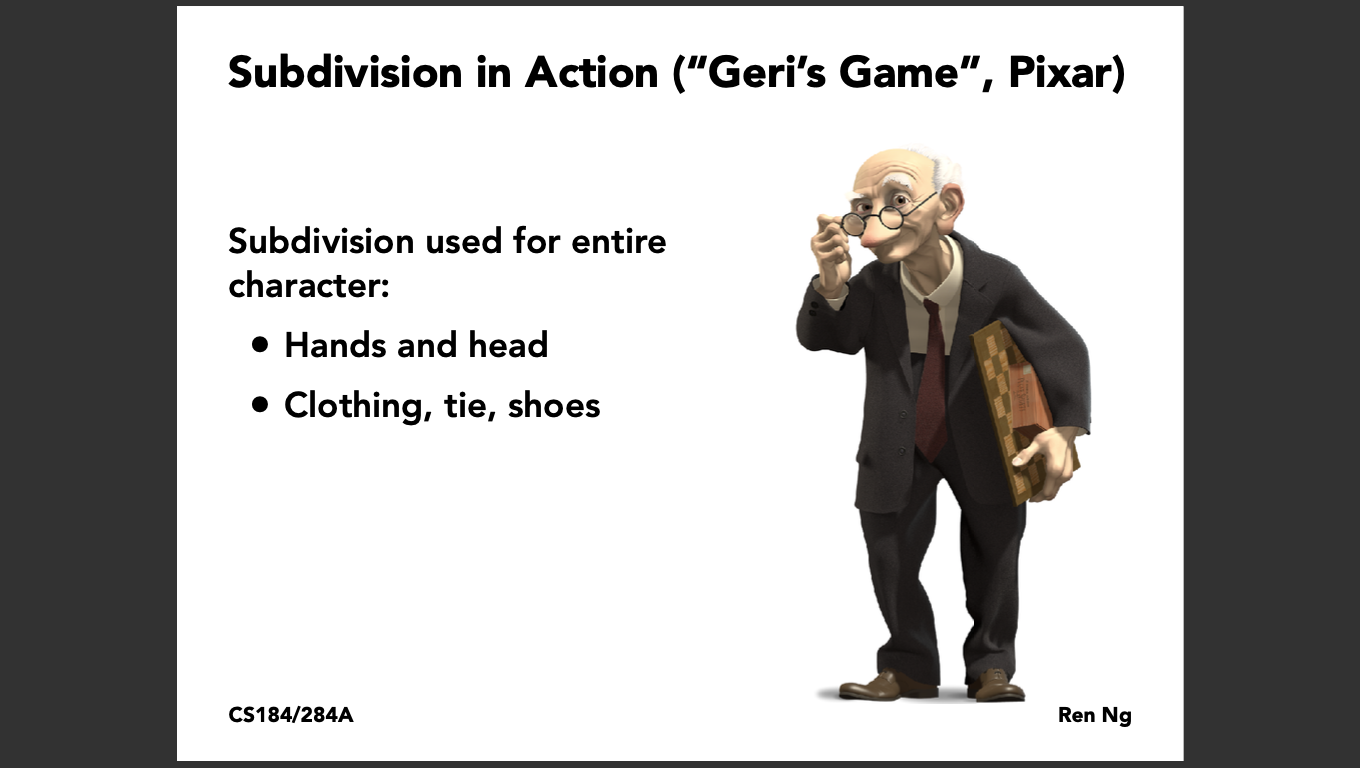 Subdivision in Action (“Geri’s Game”, Pixar)
Subdivision used for entire
character:
• Hands and head
• Clothing, tie, shoes
CS184/284A
Ren Ng